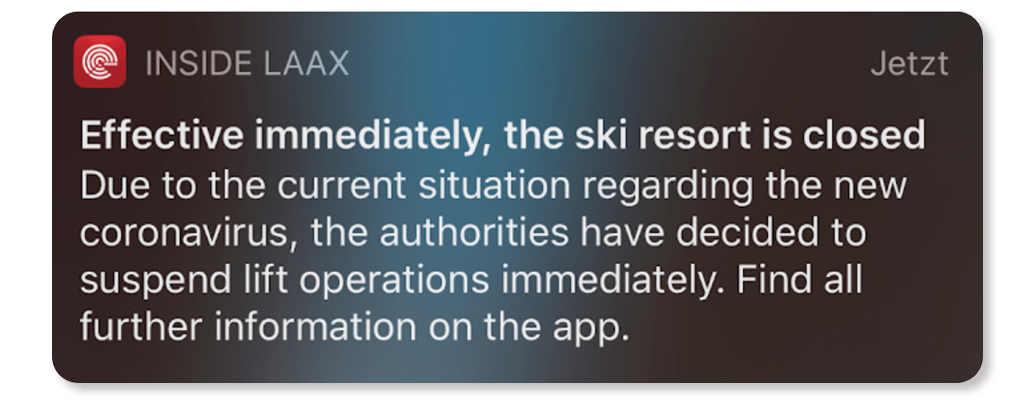 INSIDE LAAX Jetzt
Effective immediately, the ski resort is closed
Due to the current situation regarding the new
coronavirus, the authorities have decided to
suspend lift operations immediately. Find all
further information on the app.